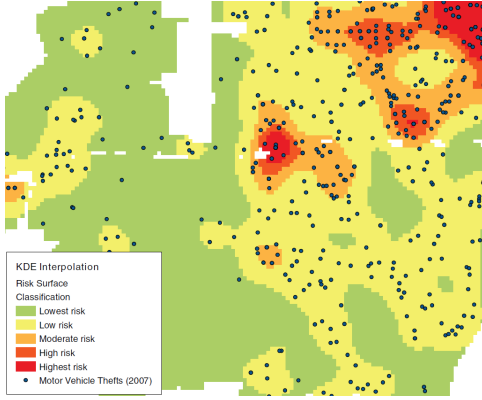 KDE Interpolation
Risk Surface
Classification
Lowest risk
Low risk
Moderate risk
High risk
Highest risk
Motor Vehicle Thefts (2007)